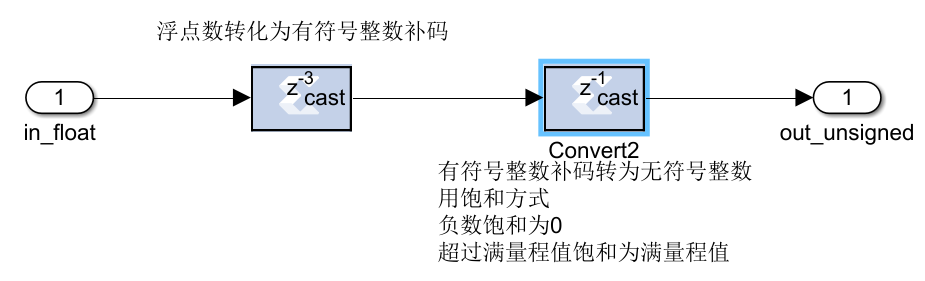 浮点数转化为有符号整数补码
1
in_float
z-3 cast
z-1 cast
Convert2
1
out_unsigned
有符号整数补码转为无符号整数
用饱和方式
负数饱和为0
超过满量程值饱和为满量程值